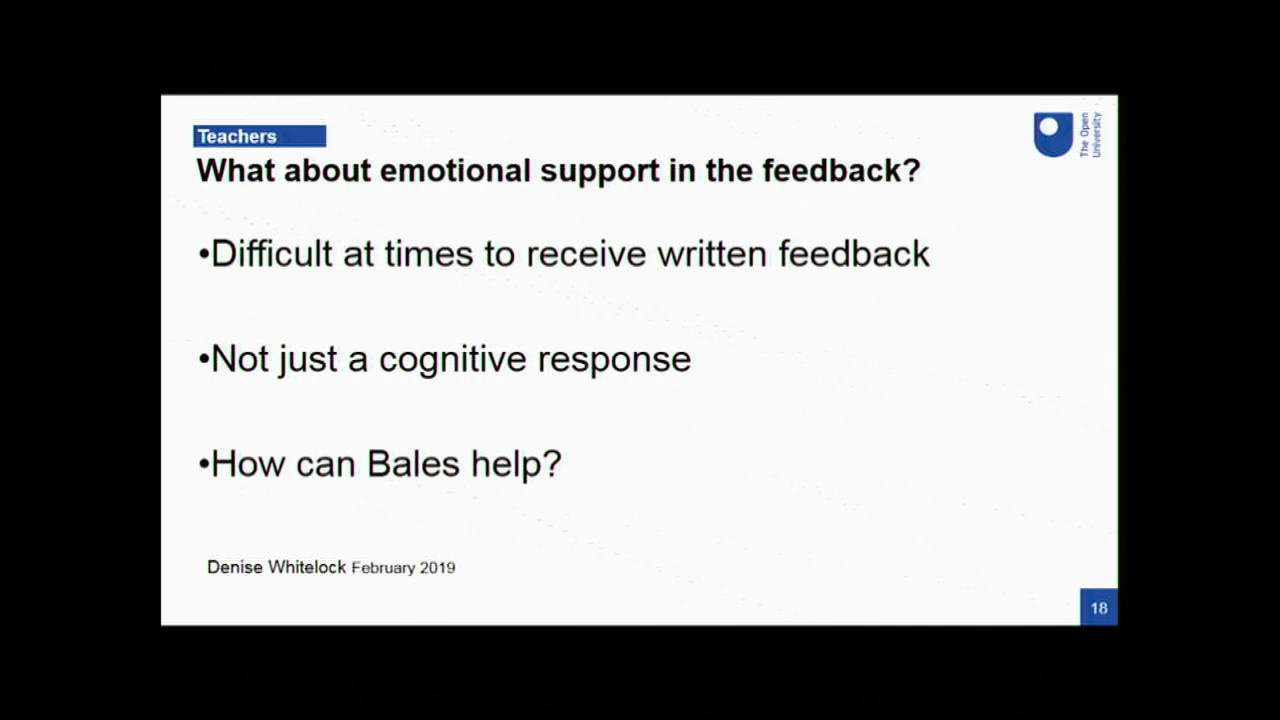 Teachers
What about emotional support in the feedback?
•Difficult at times to receive written feedback
•Not just a cognitive response
•How can Bales help?
Denise Whitelock February 2019
The Open
University
18